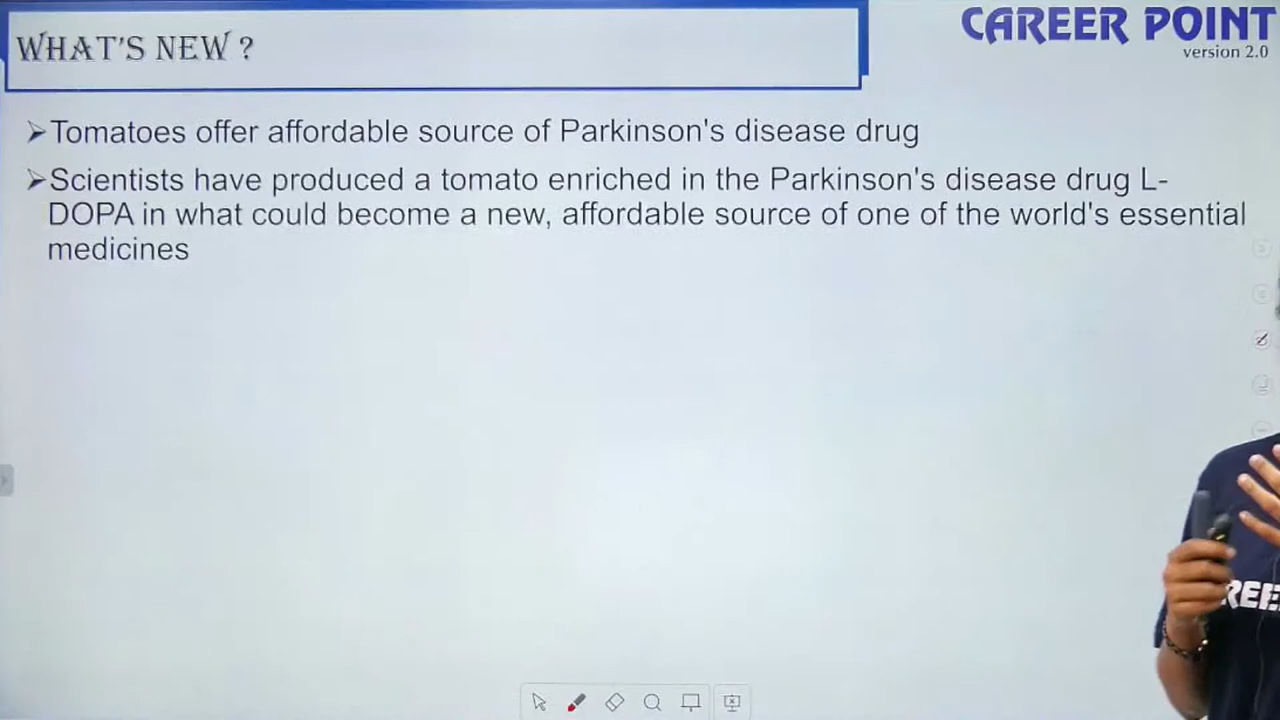 WHAT'S NEW ?
CAREER POINT
version 2.0
➢Tomatoes offer affordable source of Parkinson's disease drug
➢Scientists have produced a tomato enriched in the Parkinson's disease drug L-
DOPA in what could become a new, affordable source of one of the world's essential
medicines
REE